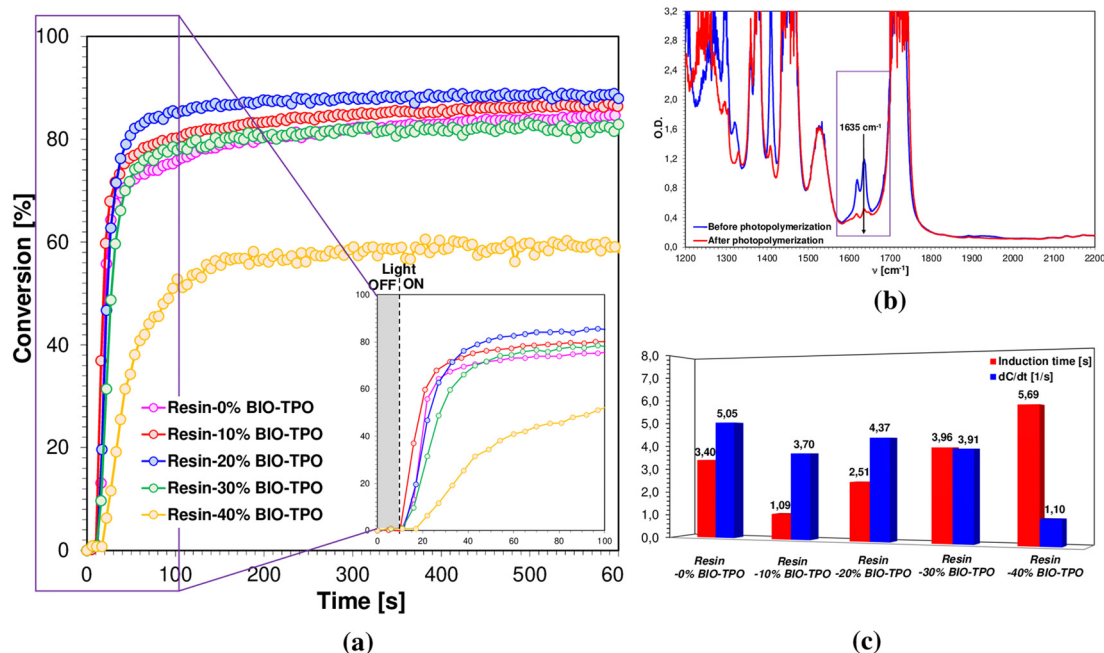 100
80
60
40
20
0
Conversion [%]
0
100
200
300
400
500
60
Time [s]
Resin-0% BIO-TPO
Resin-10% BIO-TPO
Resin-20% BIO-TPO
Resin-30% BIO-TPO
Resin-40% BIO-TPO
Light
OFF ON
100
80
60
40
20
0
0
20
40
60
80
100
(a)
3,2
2,8
2,4
2,0
1,6
1,2
0,8
0,4
0,0
O.D.
1635 cm-1
Before photopolymerization
After photopolymerization
1200 1300 1400 1500 1600 1700 1800 1900 2000 2100 2200
ν [cm-1]
(b)
8,0
7,0
6,0
5,0
4,0
3,0
2,0
1,0
0,0
Induction time [s]
dC/dt [1/s]
3,40
5,05
1,09
3,70
2,51
4,37
3,96
3,91
5,69
1,10
Resin
-0% BIO-TPO
Resin
-10% BIO-TPO
Resin
-20% BIO-TPO
Resin
-30% BIO-TPO
Resin
-40% BIO-TPO
(c)